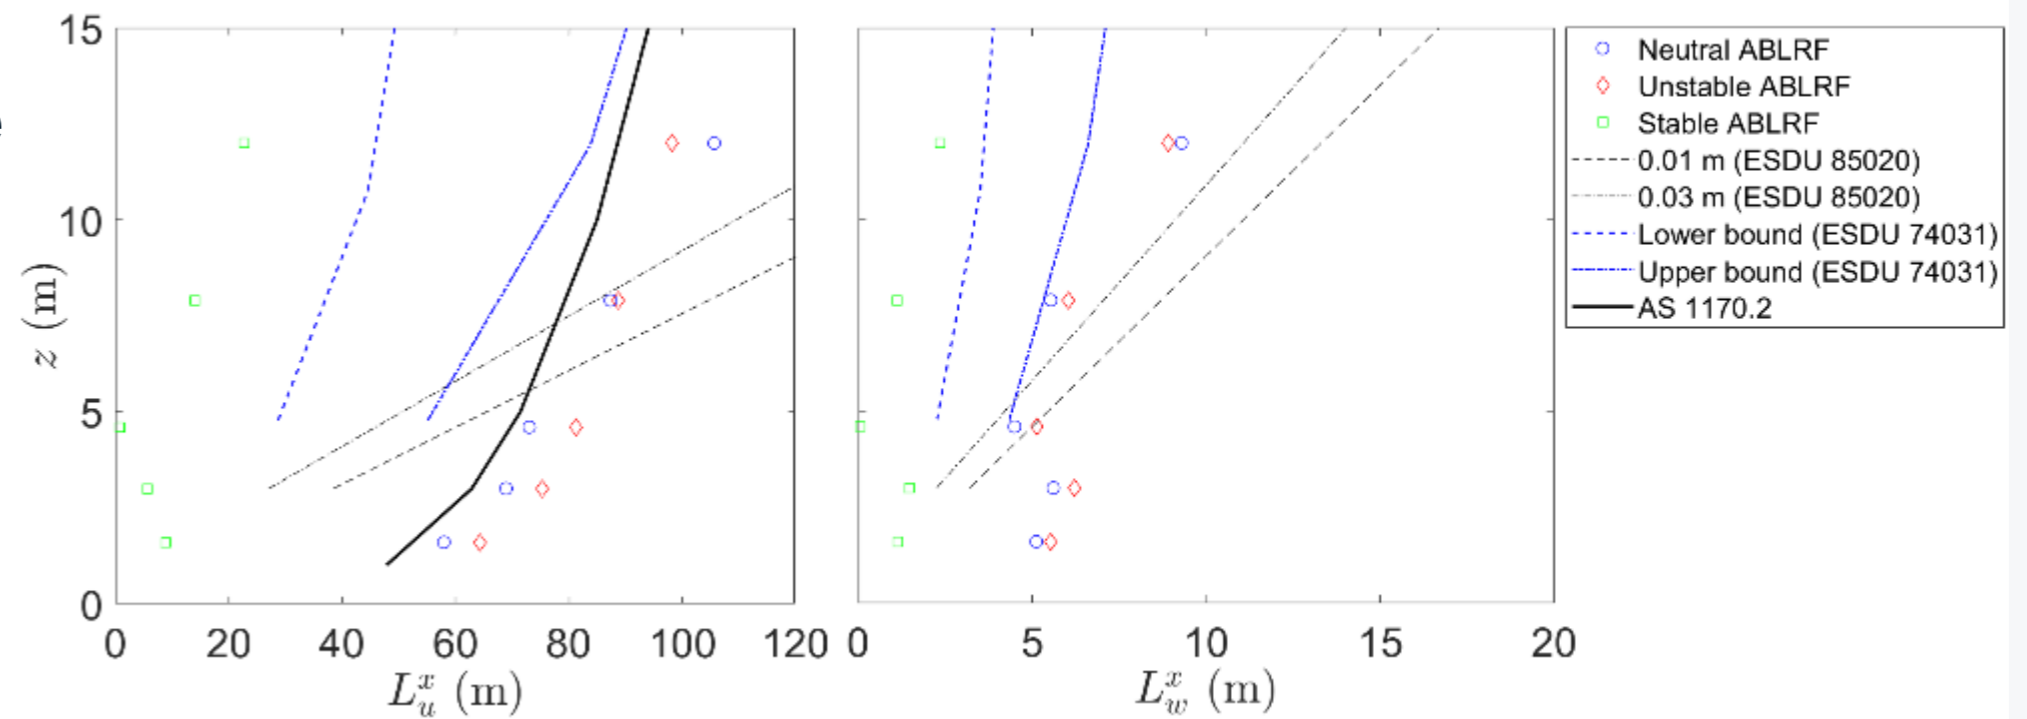 15
10
5
0
z (m)
0 20 40 60 80 100 120
L_u^x (m)
0 5 10 15 20
L_w^x (m)
Neutral ABLRF
Unstable ABLRF
Stable ABLRF
0.01 m (ESDU 85020)
0.03 m (ESDU 85020)
Lower bound (ESDU 74031)
Upper bound (ESDU 74031)
AS 1170.2